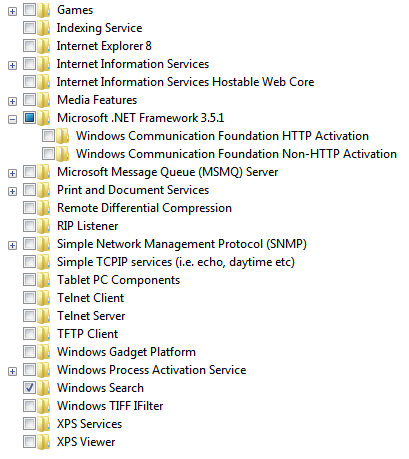 Games
Indexing Service
Internet Explorer 8
Internet Information Services
Internet Information Services Hostable Web Core
Media Features
Microsoft .NET Framework 3.5.1
Windows Communication Foundation HTTP Activation
Windows Communication Foundation Non-HTTP Activation
Microsoft Message Queue (MSMQ) Server
Print and Document Services
Remote Differential Compression
RIP Listener
Simple Network Management Protocol (SNMP)
Simple TCPIP services (i.e. echo, daytime etc)
Tablet PC Components
Telnet Client
Telnet Server
TFTP Client
Windows Gadget Platform
Windows Process Activation Service
Windows Search
Windows TIFF IFilter
XPS Services
XPS Viewer